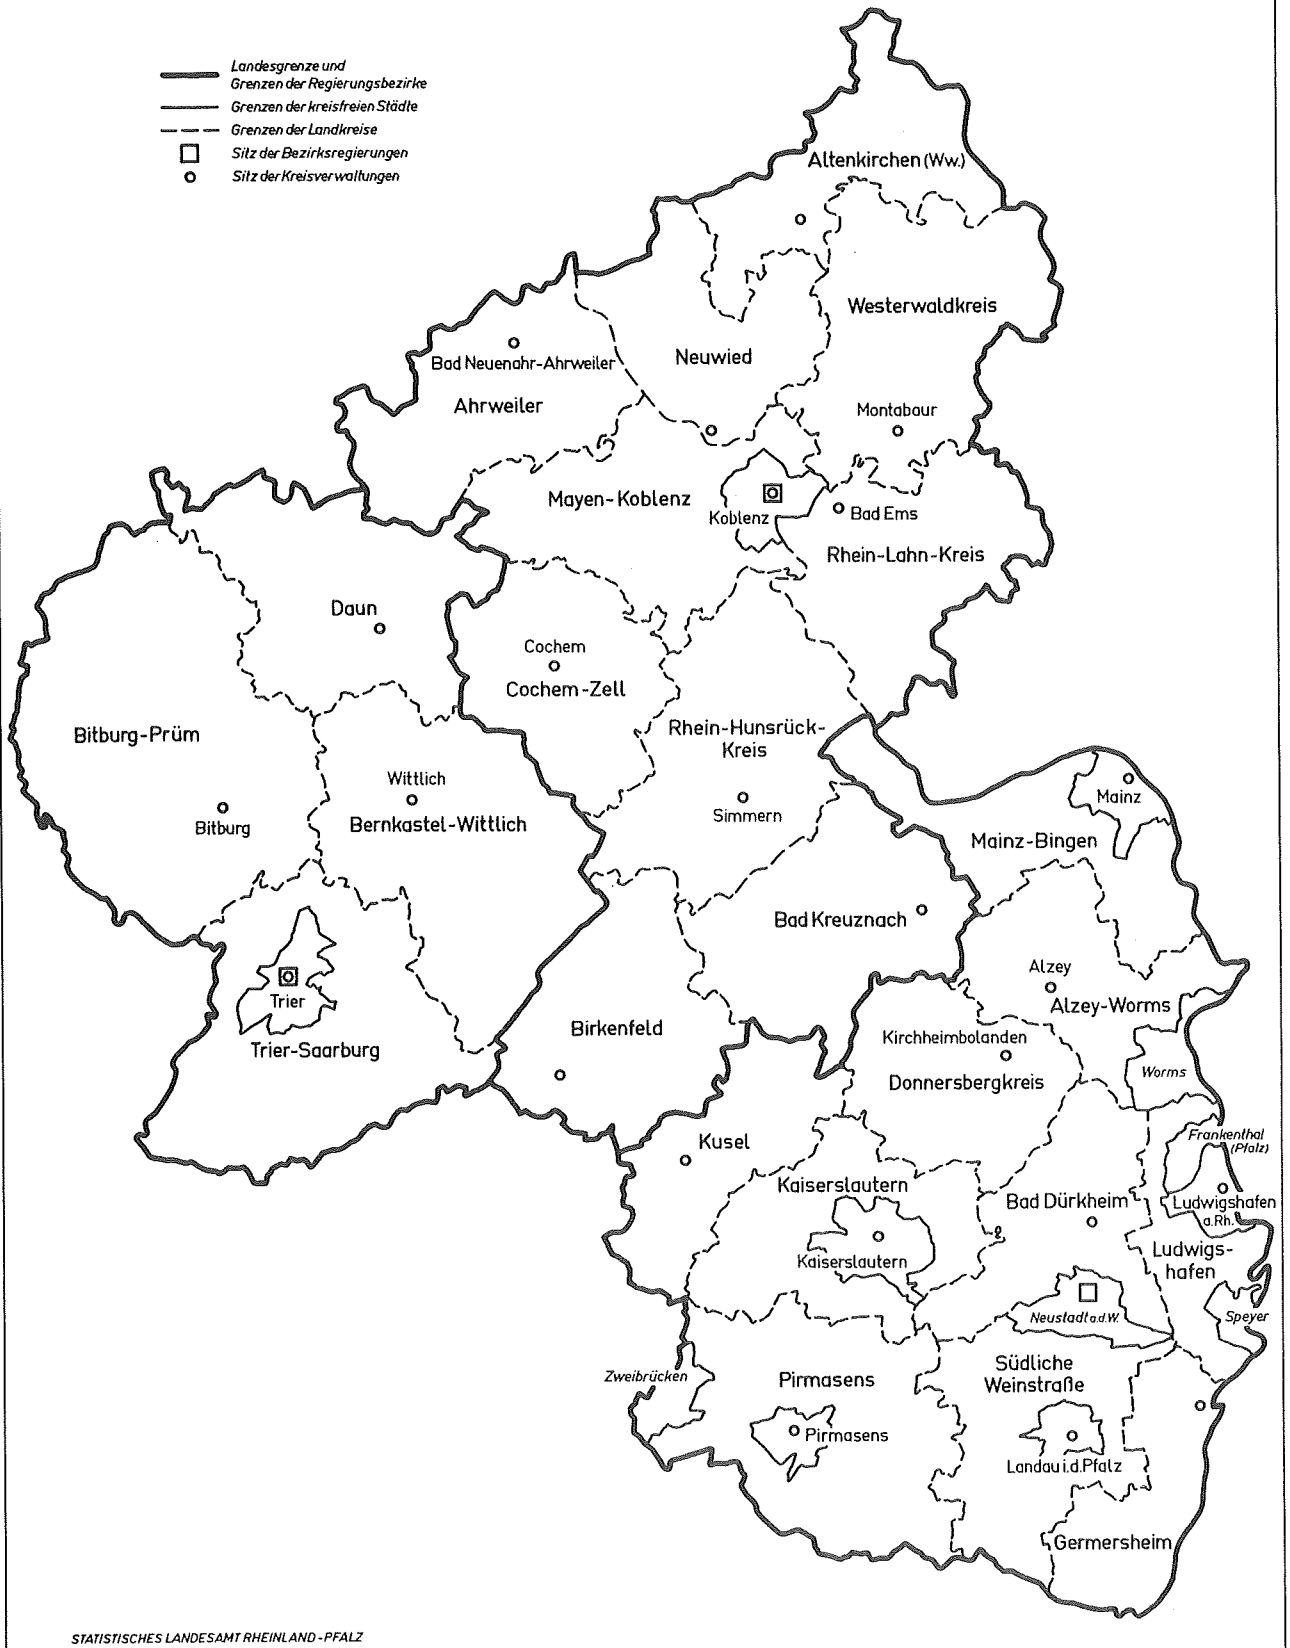 Landesgrenze und
Grenzen der Regierungsbezirke
Grenzen der kreisfreien Städte
Grenzen der Landkreise
Sitz der Bezirksregierungen
Sitz der Kreisverwaltungen
Altenkirchen (Ww.)
Westerwaldkreis
Neuwied
Bad Neuenahr-Ahrweiler
Ahrweiler
Montabaur
Mayen-Koblenz
Koblenz
Bad Ems
Rhein-Lahn-Kreis
Daun
Cochem
Cochem-Zell
Bitburg-Prüm
Rhein-Hunsrück-
Kreis
Wittlich
Bernkastel-Wittlich
Bitburg
Simmern
Mainz
Mainz-Bingen
Bad Kreuznach
Alzey
Alzey-Worms
Trier
Trier-Saarburg
Birkenfeld
Kirchheimbolanden
Donnersbergkreis
Worms
Kusel
Frankenthal
(Pfalz)
Kaiserslautern
Bad Dürkheim
Ludwigshafen
a.Rh.
Kaiserslautern
Ludwigs-
hafen
Neustadt a.d.W.
Speyer
Zweibrücken
Pirmasens
Südliche
Weinstraße
Pirmasens
Landau i.d.Pfalz
Germersheim
STATISTISCHES LANDESAMT RHEINLAND-PFALZ